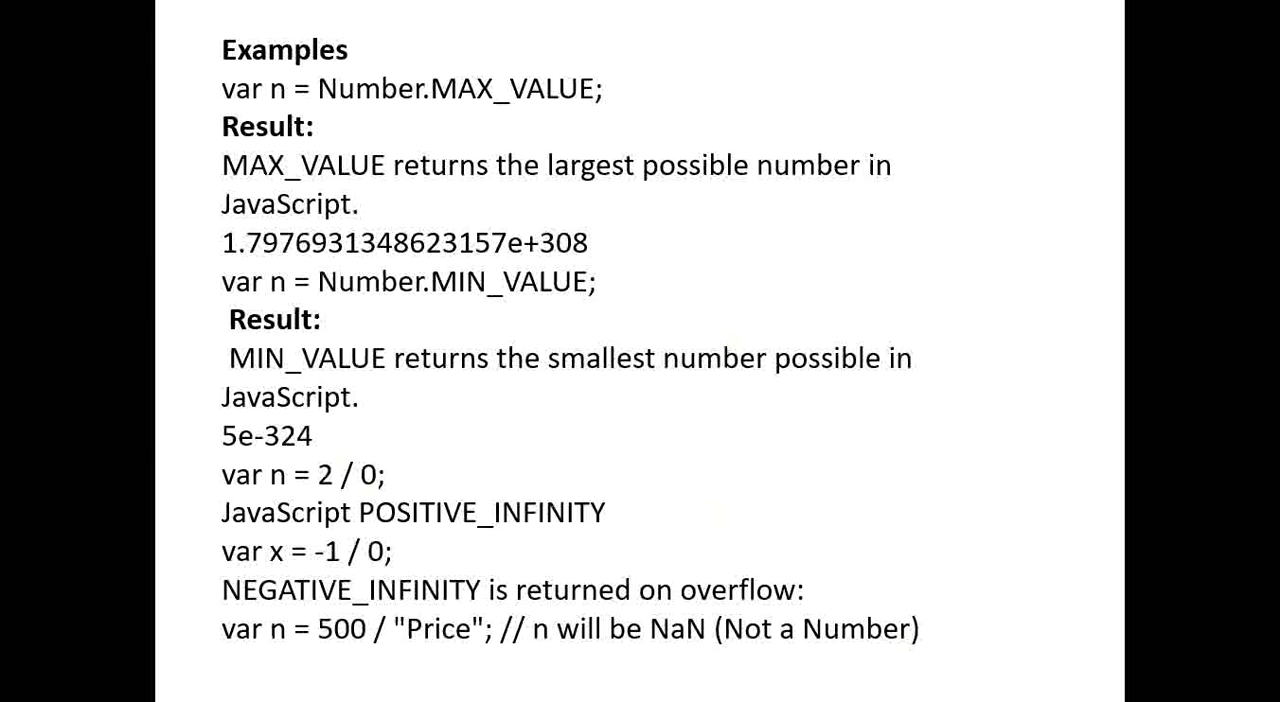 Examples
var n = Number.MAX_VALUE;
Result:
MAX_VALUE returns the largest possible number in
JavaScript.
1.7976931348623157e+308
var n = Number.MIN_VALUE;
Result:
MIN_VALUE returns the smallest number possible in
JavaScript.
5e-324
var n = 2 / 0;
JavaScript POSITIVE_INFINITY
var x = -1 / 0;
NEGATIVE_INFINITY is returned on overflow:
var n = 500 / "Price"; // n will be NaN (Not a Number)